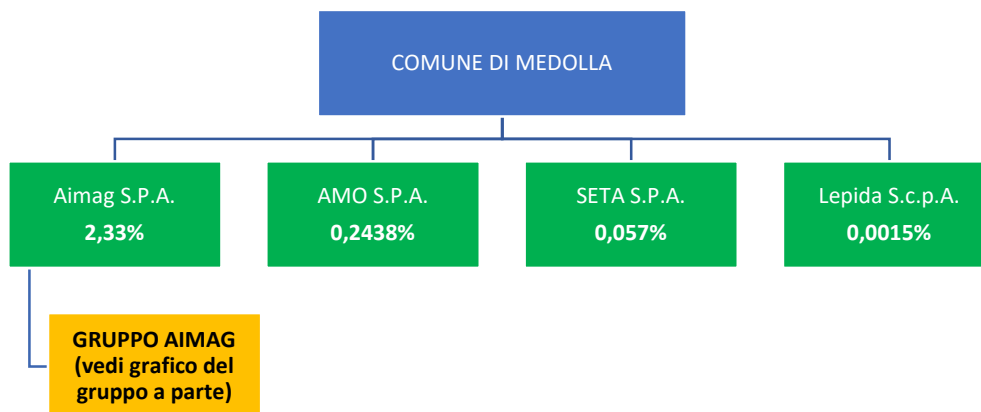 COMUNE DI MEDOLLA
Aimag S.P.A.
2,33%
AMO S.P.A.
0,2438%
SETA S.P.A.
0,057%
Lepida S.c.p.A.
0,0015%
GRUPPO AIMAG
(vedi grafico del
gruppo a parte)